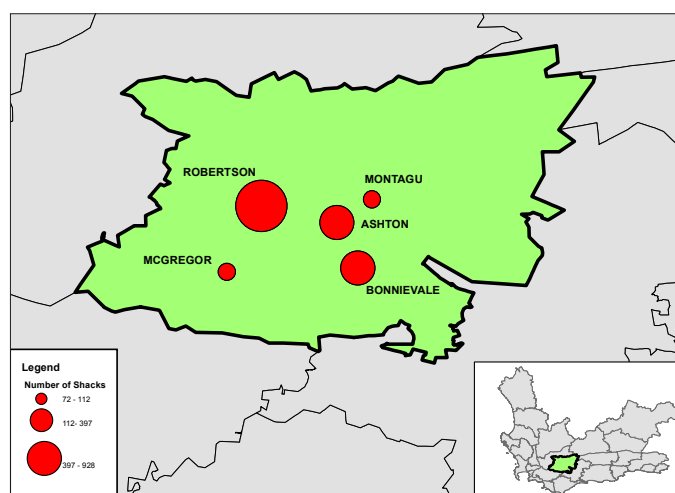 ROBERTSON
MONTAGU
ASHTON
MCGREGOR
BONNIEVALE
Legend
Number of Shacks
72 - 112
112- 397
397 - 928